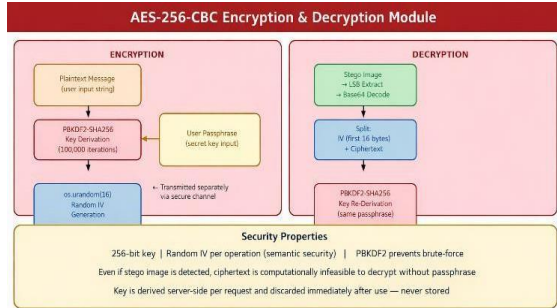 AES-256-CBC Encryption & Decryption Module
ENCRYPTION
Plaintext Message
(user input string)
PBKDF2-SHA256
Key Derivation
(100,000 iterations)
User Passphrase
(secret key input)
os.urandom(16)
Random IV
Generation
← Transmitted separately
via secure channel
DECRYPTION
Stego Image
→ LSB Extract
→ Base64 Decode
Split:
IV (first 16 bytes)
+ Ciphertext
PBKDF2-SHA256
Key Re-Derivation
(same passphrase)
Security Properties
256-bit key | Random IV per operation (semantic security) | PBKDF2 prevents brute-force
Even if stego image is detected, ciphertext is computationally infeasible to decrypt without passphrase
Key is derived server-side per request and discarded immediately after use — never stored